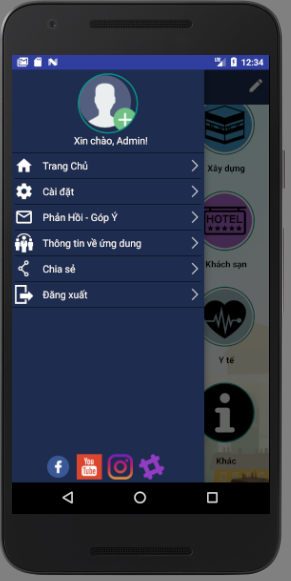 12:34
Xin chào, Admin!
Trang Chủ
Cài đặt
Phản Hồi - Góp Ý
Thông tin về ứng dung
Chia sẻ
Đăng xuất
Xây dựng
HOTEL
Khách sạn
Y tế
Khác
You
Tube